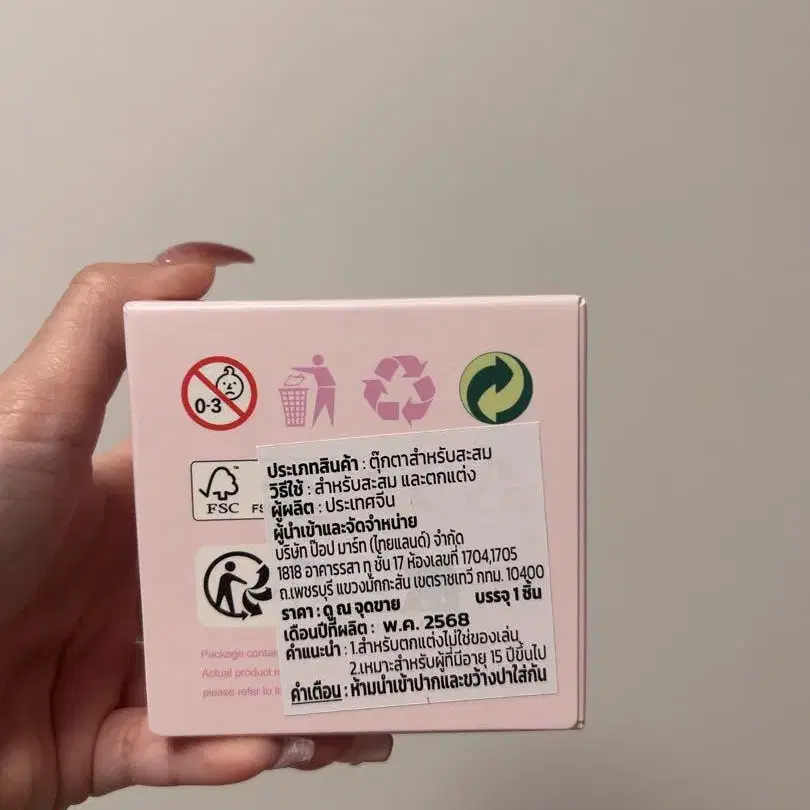 0-3
FSC
ประเภทสินค้า : ตุ๊กตาสำหรับสะสม
วิธีใช้ : สำหรับสะสม และตกแต่ง
ผู้ผลิต : ประเทศจีน
ผู้นำเข้าและจัดจำหน่าย
บริษัท ป๊อป มาร์ท (ไทยแลนด์) จำกัด
1818 อาคารรสา ทู ชั้น 17 ห้องเลขที่ 1704,1705
ถ.เพชรบุรี แขวงมักกะสัน เขตราชเทวี กทม. 10400
ราคา : ดู ณ จุดขาย บรรจุ 1 ชิ้น
เดือนปีที่ผลิต : พ.ค. 2568
คำแนะนำ : 1.สำหรับตกแต่งไม่ใช่ของเล่น
2.เหมาะสำหรับผู้ที่มีอายุ 15 ปีขึ้นไป
คำเตือน : ห้ามนำเข้าปากและขว้างปาใส่กัน
Package
Actual product
please refer to